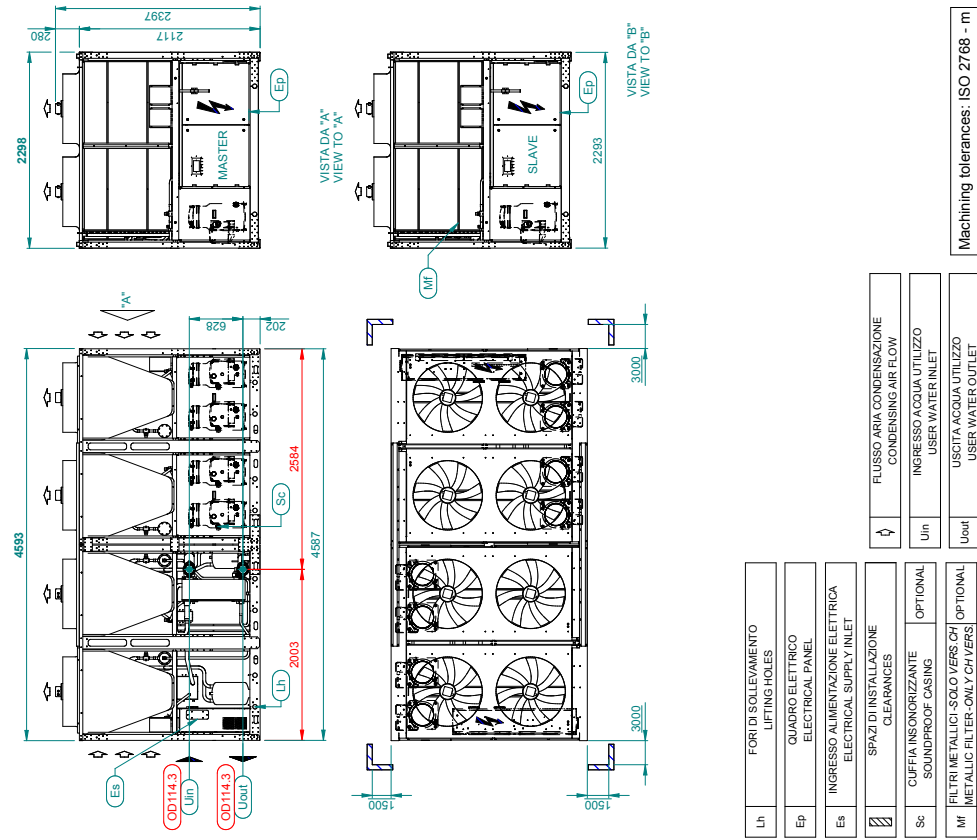 2397
280
2117
2298
Ep
MASTER
VISTA DA "A"
VIEW TO "A"
Ep
SLAVE
2293
Mf
VISTA DA "B"
VIEW TO "B"
"A"
4593
628
202
2584
2003
4587
Sc
Lh
Es
OD114.3
Uin
OD114.3
Uout
3000
3000
1500
1500
Lh
FORI DI SOLLEVAMENTO
LIFTING HOLES
Ep
QUADRO ELETTRICO
ELECTRICAL PANEL
Es
INGRESSO ALIMENTAZIONE ELETTRICA
ELECTRICAL SUPPLY INLET
SPAZI DI INSTALLAZIONE
CLEARANCES
Sc
CUFFIA INSONORIZZANTE
SOUNDPROOF CASING
OPTIONAL
Mf
FILTRI METALLICI -SOLO VERS.CH
METALLIC FILTER-ONLY CH VERS
OPTIONAL
FLUSSO ARIA CONDENSAZIONE
CONDENSING AIR FLOW
Uin
INGRESSO ACQUA UTILIZZO
USER WATER INLET
Uout
USCITA ACQUA UTILIZZO
USER WATER OUTLET
Machining tolerances: ISO 2768 - m